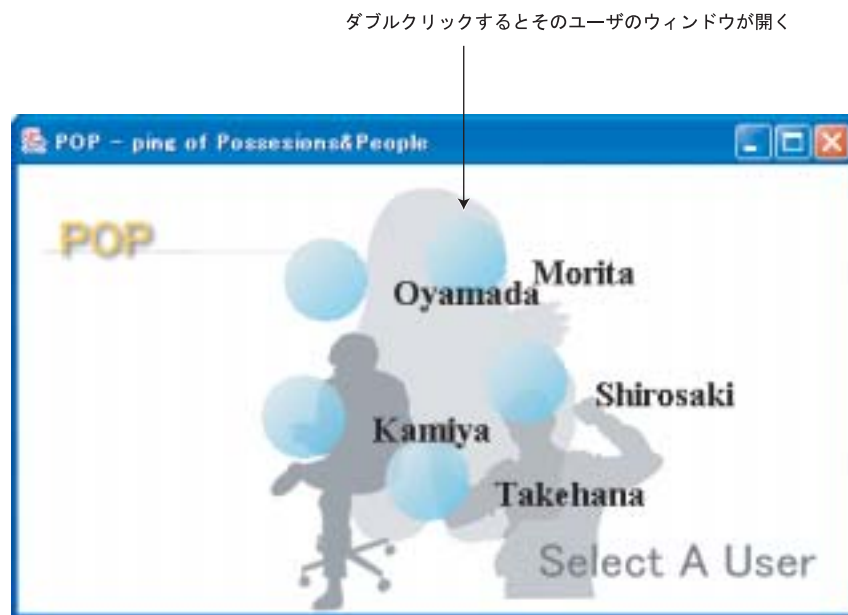 ダブルクリックするとそのユーザのウィンドウが開く
POP - ping of Possesions&People
POP
Morita
Oyamada
Shirosaki
Kamiya
Takehana
Select A User